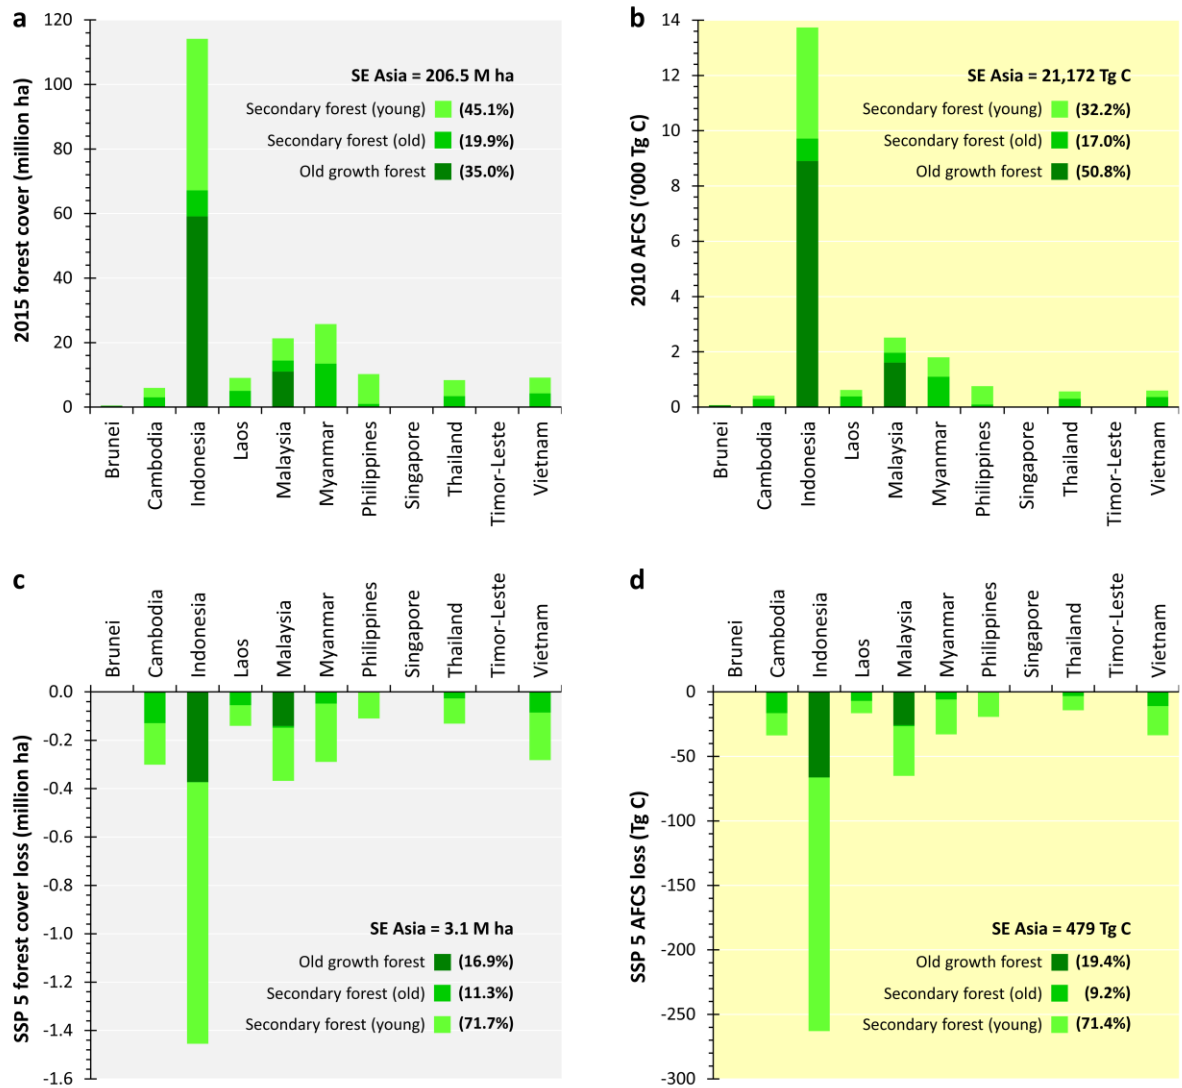 a
2015 forest cover (million ha)
120
100
80
60
40
20
0
SE Asia = 206.5 M ha
Secondary forest (young) (45.1%)
Secondary forest (old) (19.9%)
Old growth forest (35.0%)
Brunei
Cambodia
Indonesia
Laos
Malaysia
Myanmar
Philippines
Singapore
Thailand
Timor-Leste
Vietnam
b
2010 AFCS ('000 Tg C)
14
12
10
8
6
4
2
0
SE Asia = 21,172 Tg C
Secondary forest (young) (32.2%)
Secondary forest (old) (17.0%)
Old growth forest (50.8%)
Brunei
Cambodia
Indonesia
Laos
Malaysia
Myanmar
Philippines
Singapore
Thailand
Timor-Leste
Vietnam
c
Brunei
Cambodia
Indonesia
Laos
Malaysia
Myanmar
Philippines
Singapore
Thailand
Timor-Leste
Vietnam
SSP 5 forest cover loss (million ha)
0.0
-0.2
-0.4
-0.6
-0.8
-1.0
-1.2
-1.4
-1.6
SE Asia = 3.1 M ha
Old growth forest (16.9%)
Secondary forest (old) (11.3%)
Secondary forest (young) (71.7%)
d
Brunei
Cambodia
Indonesia
Laos
Malaysia
Myanmar
Philippines
Singapore
Thailand
Timor-Leste
Vietnam
SSP 5 AFCS loss (Tg C)
0
-50
-100
-150
-200
-250
-300
SE Asia = 479 Tg C
Old growth forest (19.4%)
Secondary forest (old) (9.2%)
Secondary forest (young) (71.4%)